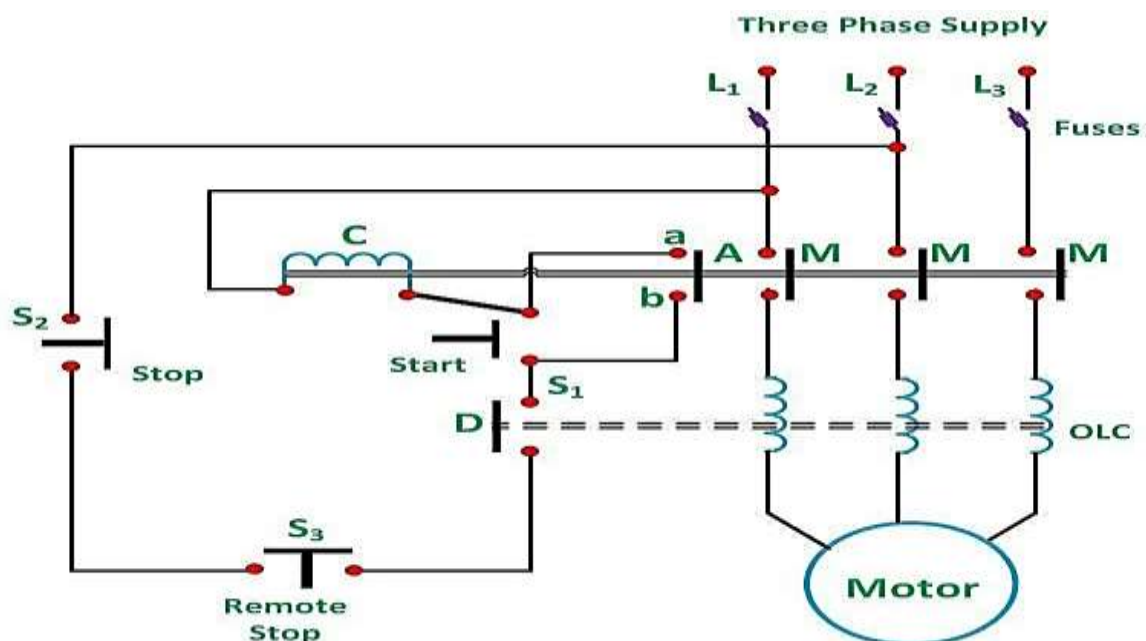 Three Phase Supply
L₁
L₂
L₃
Fuses
C
a
A
M
M
M
b
S₂
Stop
Start
S₁
D
OLC
S₃
Remote
Stop
Motor